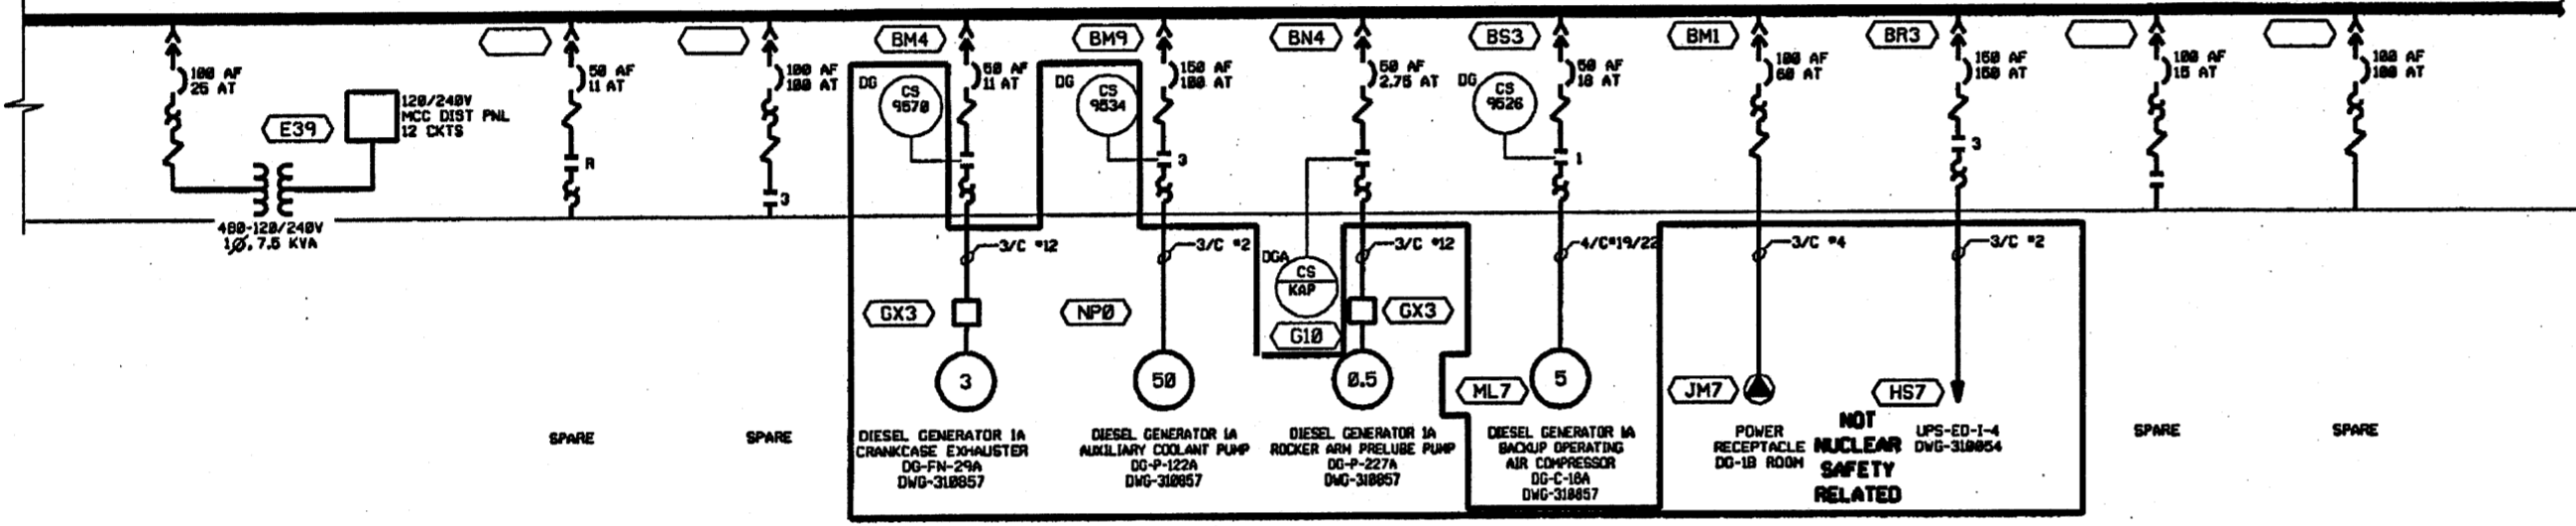 100 AF
25 AT
E39
120/240V
MCC DIST PNL
12 CKTS
480-120/240V
1Ø, 7.5 KVA
50 AF
11 AT
R
SPARE
100 AF
100 AT
3
SPARE
BM4
DG
CS
9570
50 AF
11 AT
3/C #12
GX3
3
DIESEL GENERATOR 1A
CRANKCASE EXHAUSTER
DG-FN-29A
DWG-310857
BM9
DG
CS
9534
150 AF
100 AT
3
3/C #2
NP0
50
DIESEL GENERATOR 1A
AUXILIARY COOLANT PUMP
DG-P-122A
DWG-310857
BN4
50 AF
2.75 AT
DGA
CS
KAP
G10
3/C #12
GX3
0.5
DIESEL GENERATOR 1A
ROCKER ARM PRELUBE PUMP
DG-P-227A
DWG-310857
BS3
DG
CS
9526
50 AF
18 AT
1
4/C#19/22
ML7
5
DIESEL GENERATOR 1A
BACKUP OPERATING
AIR COMPRESSOR
DG-C-18A
DWG-310857
BM1
100 AF
60 AT
3/C #4
JM7
POWER
RECEPTACLE
DG-1B ROOM
NOT
NUCLEAR
SAFETY
RELATED
BR3
150 AF
150 AT
3
3/C #2
HS7
UPS-ED-I-4
DWG-310054
100 AF
15 AT
SPARE
100 AF
100 AT
SPARE